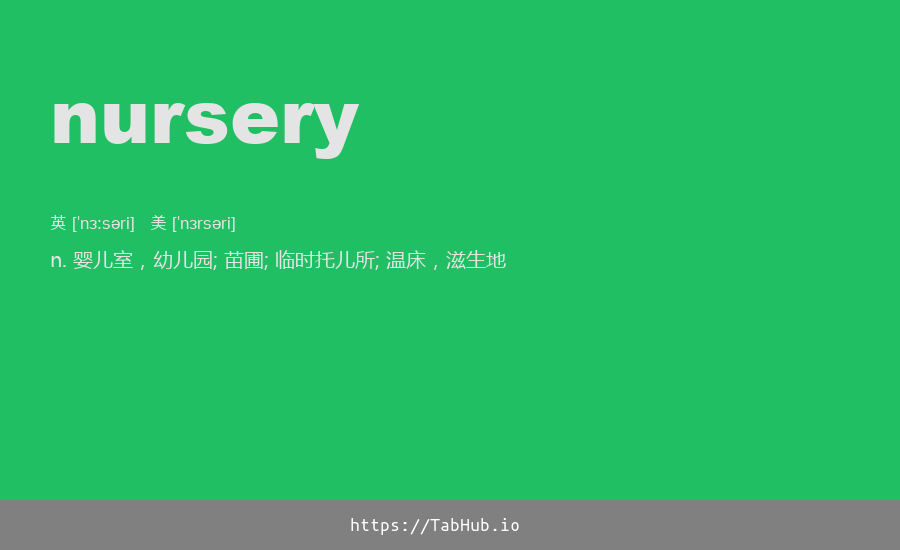 nursery
英 [ˈnɜːsəri] 美 [ˈnɜrsəri]
n. 婴儿室，幼儿园; 苗圃; 临时托儿所; 温床，滋生地
https://TabHub.io